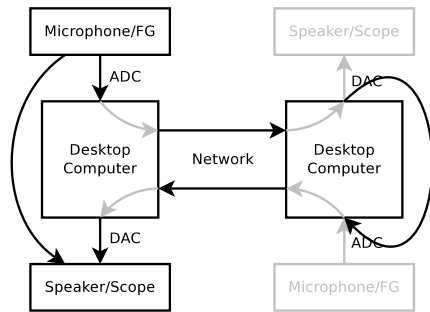 Microphone/FG
Speaker/Scope
ADC
DAC
Desktop
Computer
Network
Desktop
Computer
DAC
ADC
Speaker/Scope
Microphone/FG